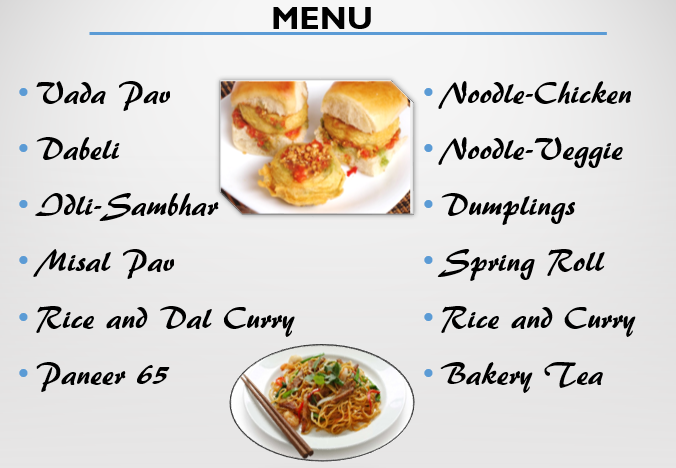 MENU
Vada Pav
Dabeli
Idli-Sambhar
Misal Pav
Rice and Dal Curry
Paneer 65
Noodle-Chicken
Noodle-Veggie
Dumplings
Spring Roll
Rice and Curry
Bakery Tea